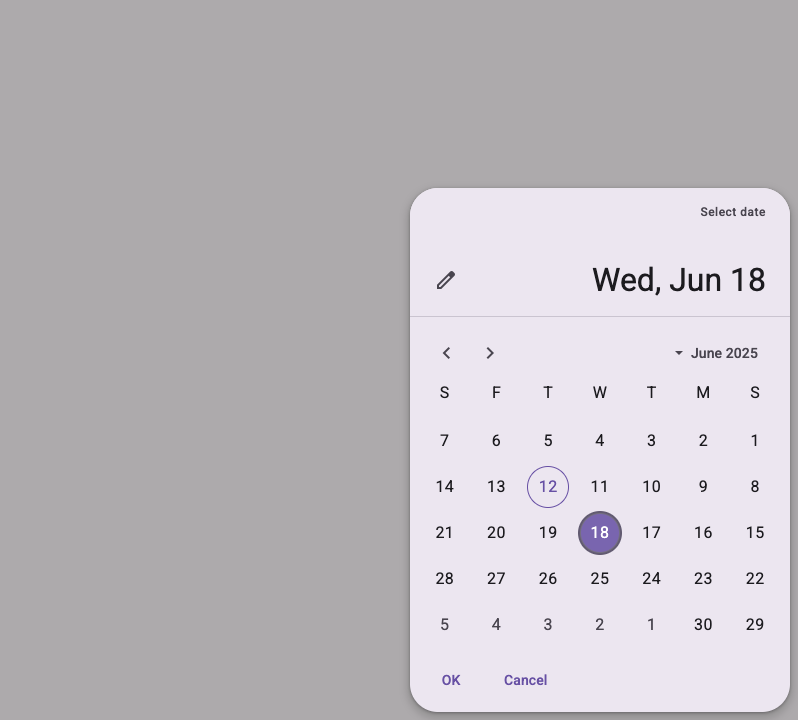 Select date
Wed, Jun 18
June 2025
S F T W T M S
7 6 5 4 3 2 1
14 13 12 11 10 9 8
21 20 19 18 17 16 15
28 27 26 25 24 23 22
5 4 3 2 1 30 29
OK Cancel